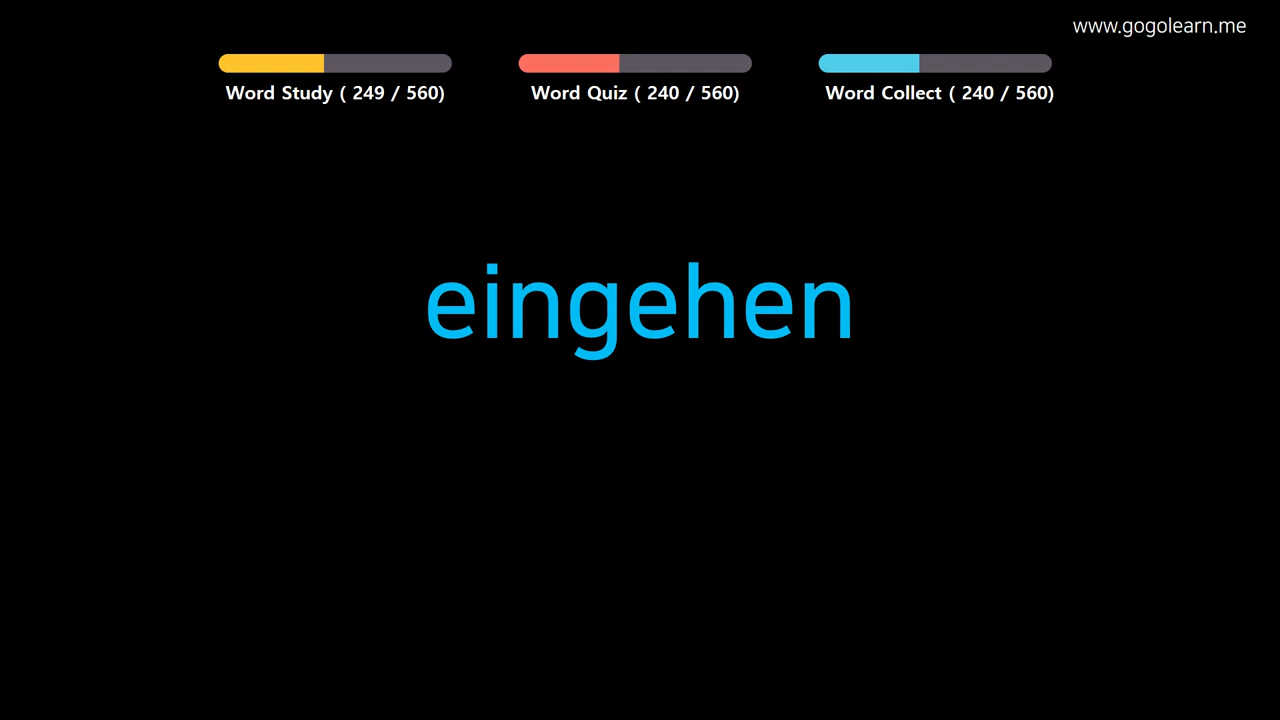 www.gogolearn.me
Word Study ( 249 / 560)
Word Quiz ( 240 / 560)
Word Collect ( 240 / 560)
eingehen